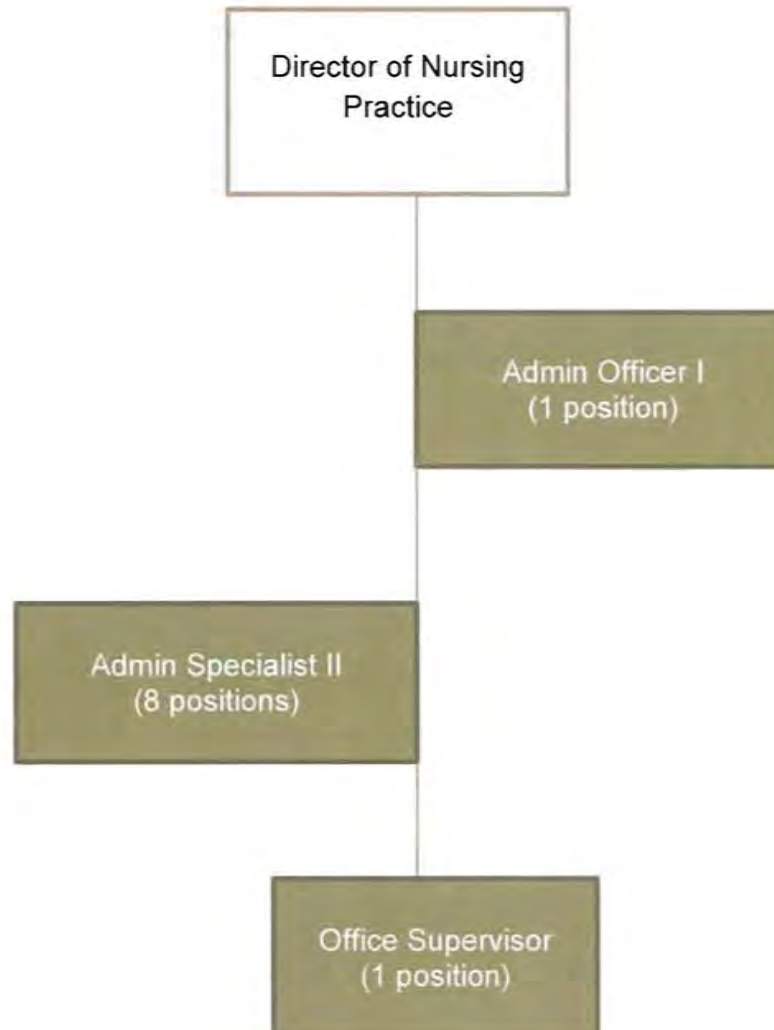 Director of Nursing
Practice
Admin Officer I
(1 position)
Admin Specialist II
(8 positions)
Office Supervisor
(1 position)